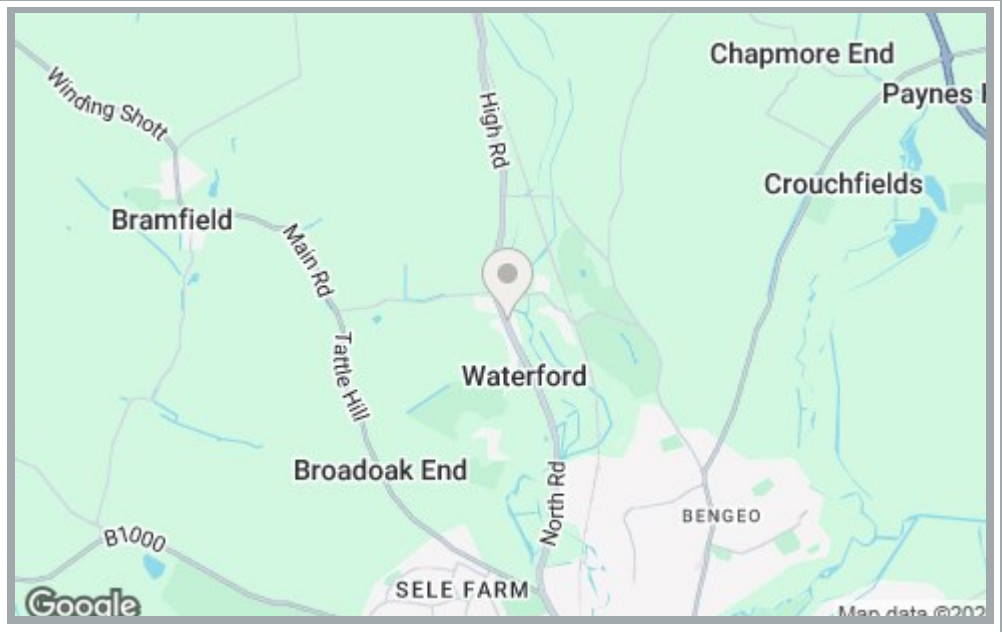 Chapmore End
Winding Shott
Paynes
High Rd
Crouchfields
Bramfield
Main Rd
Tattle Hill
Waterford
Broadoak End
North Rd
BENGEO
B1000
SELE FARM
Google
Map data ©202